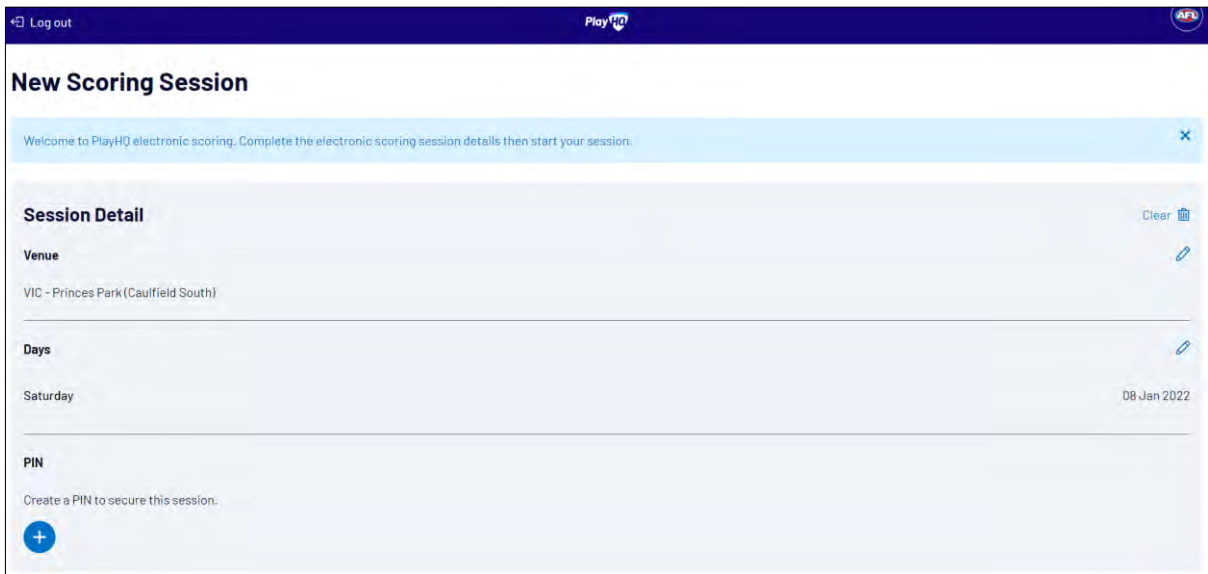 Log out
PlayHQ
AFL
New Scoring Session
Welcome to PlayHQ electronic scoring. Complete the electronic scoring session details then start your session.
Session Detail
Clear
Venue
VIC - Princes Park (Caulfield South)
Days
Saturday
08 Jan 2022
PIN
Create a PIN to secure this session.